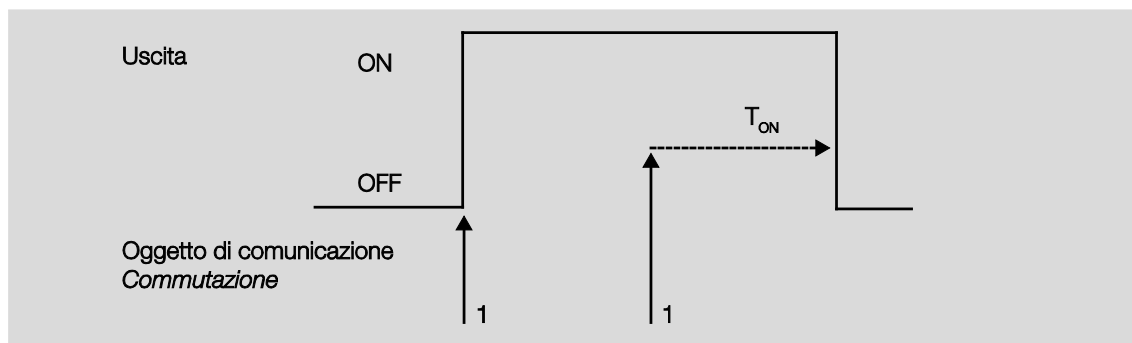 Uscita
ON
T_ON
OFF
Oggetto di comunicazione
Commutazione
1
1